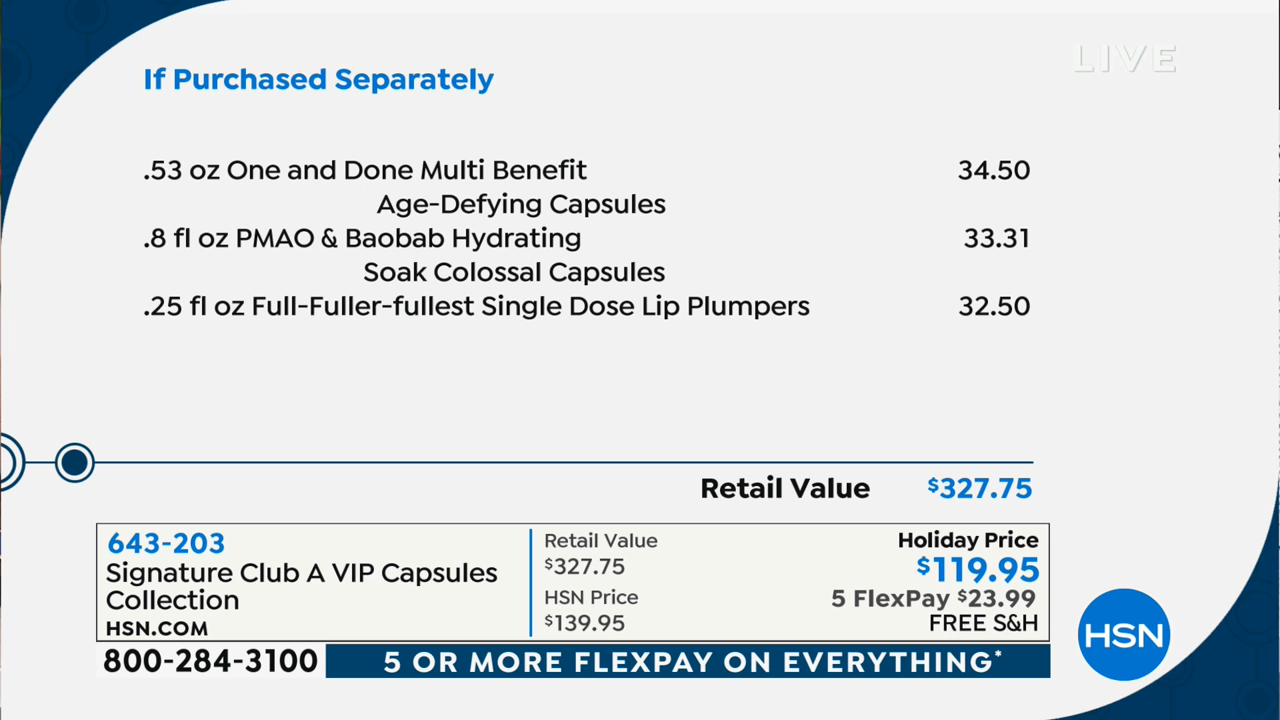 LIVE
If Purchased Separately
.53 oz One and Done Multi Benefit 34.50
Age-Defying Capsules
.8 fl oz PMAO & Baobab Hydrating 33.31
Soak Colossal Capsules
.25 fl oz Full-Fuller-fullest Single Dose Lip Plumpers 32.50
Retail Value $327.75
643-203
Signature Club A VIP Capsules
Collection
HSN.COM
Retail Value
$327.75
HSN Price
$139.95
Holiday Price
$119.95
5 FlexPay $23.99
FREE S&H
HSN
800-284-3100 5 OR MORE FLEXPAY ON EVERYTHING*